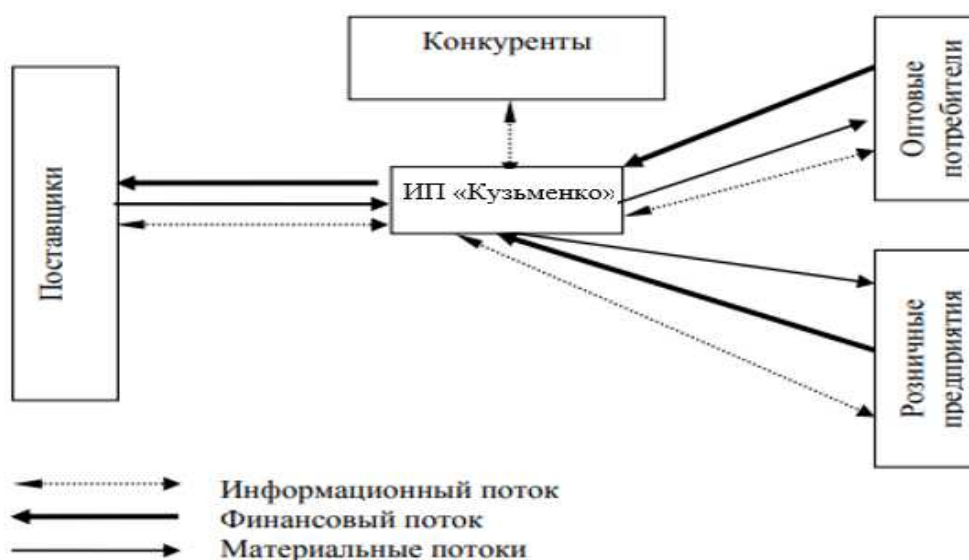 Конкуренты
Поставщики
ИП «Кузьменко»
Оптовые
потребители
Розничные
предприятия
Информационный поток
Финансовый поток
Материальные потоки